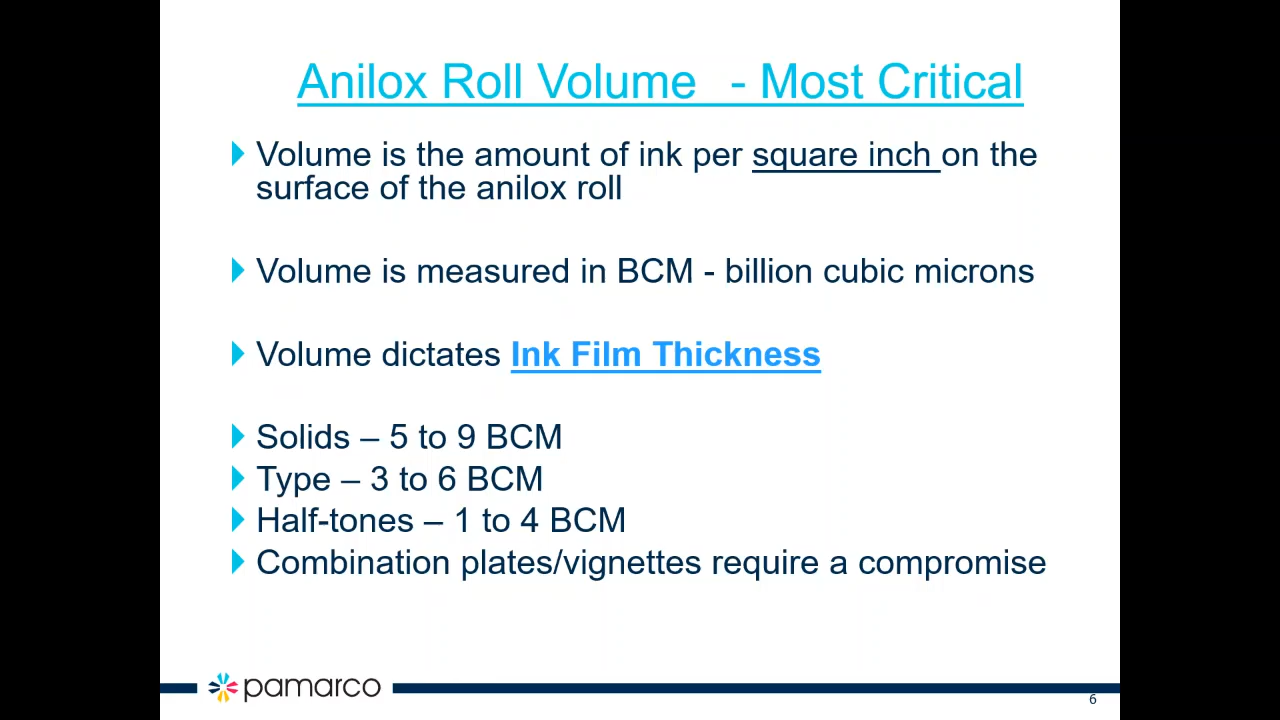 Anilox Roll Volume - Most Critical
Volume is the amount of ink per square inch on the
surface of the anilox roll
Volume is measured in BCM - billion cubic microns
Volume dictates Ink Film Thickness
Solids – 5 to 9 BCM
Type – 3 to 6 BCM
Half-tones – 1 to 4 BCM
Combination plates/vignettes require a compromise
pamarco
6